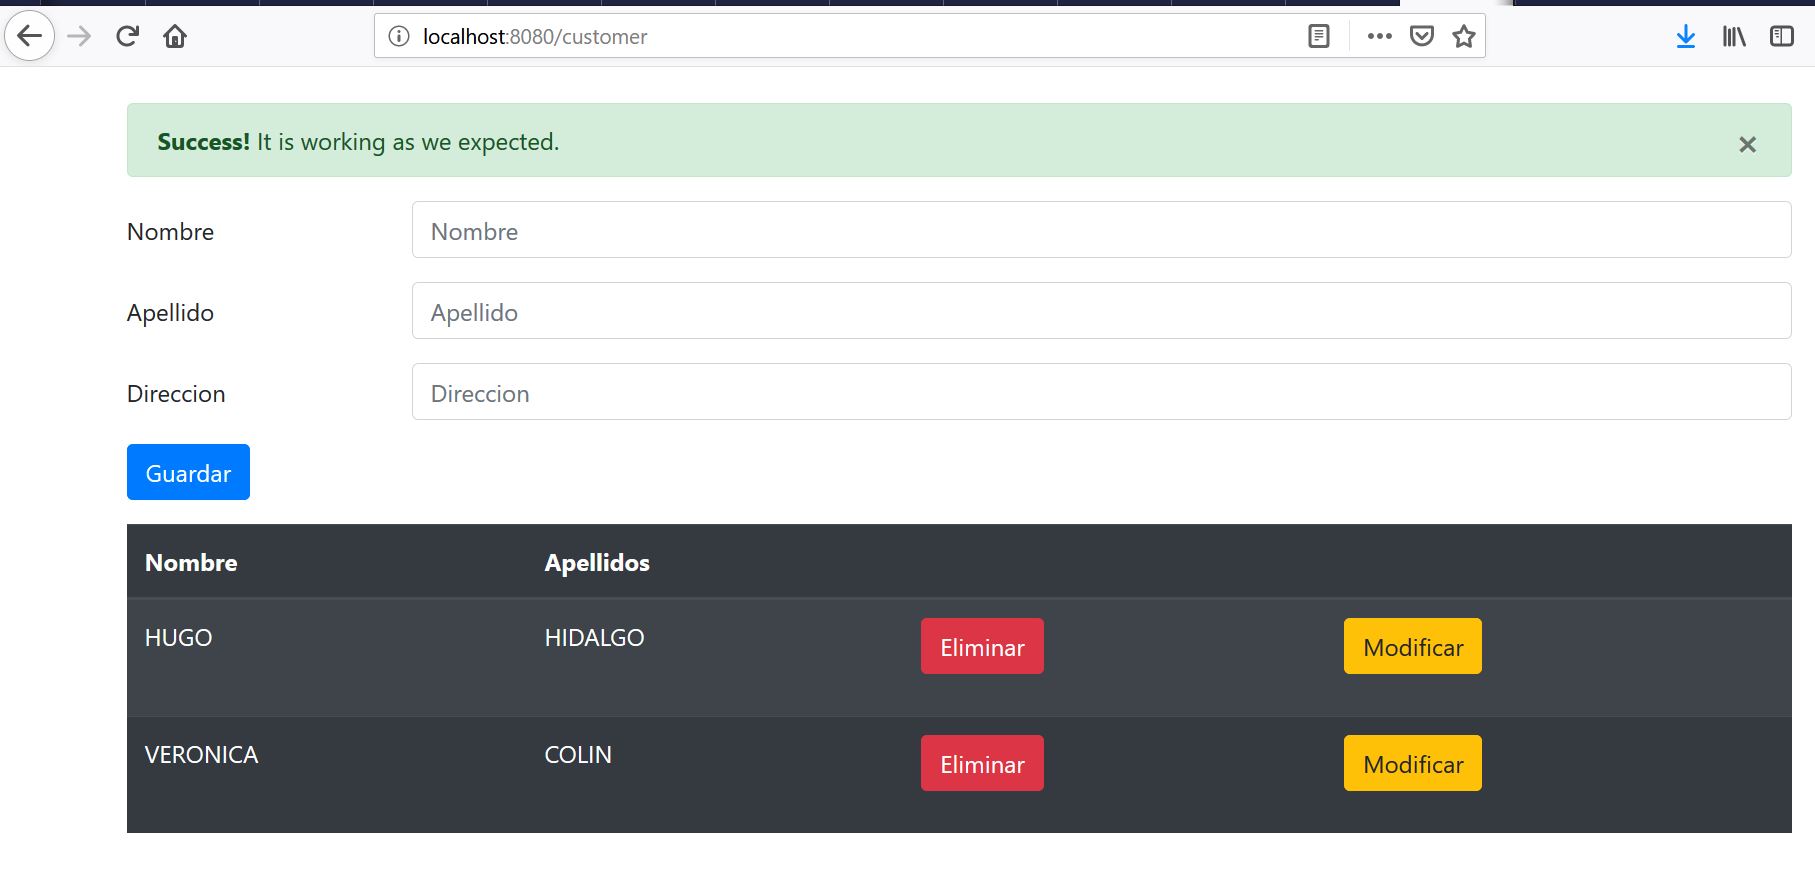 localhost:8080/customer
Success! It is working as we expected.
Nombre Nombre
Apellido Apellido
Direccion Direccion
Guardar
Nombre Apellidos
HUGO HIDALGO Eliminar Modificar
VERONICA COLIN Eliminar Modificar